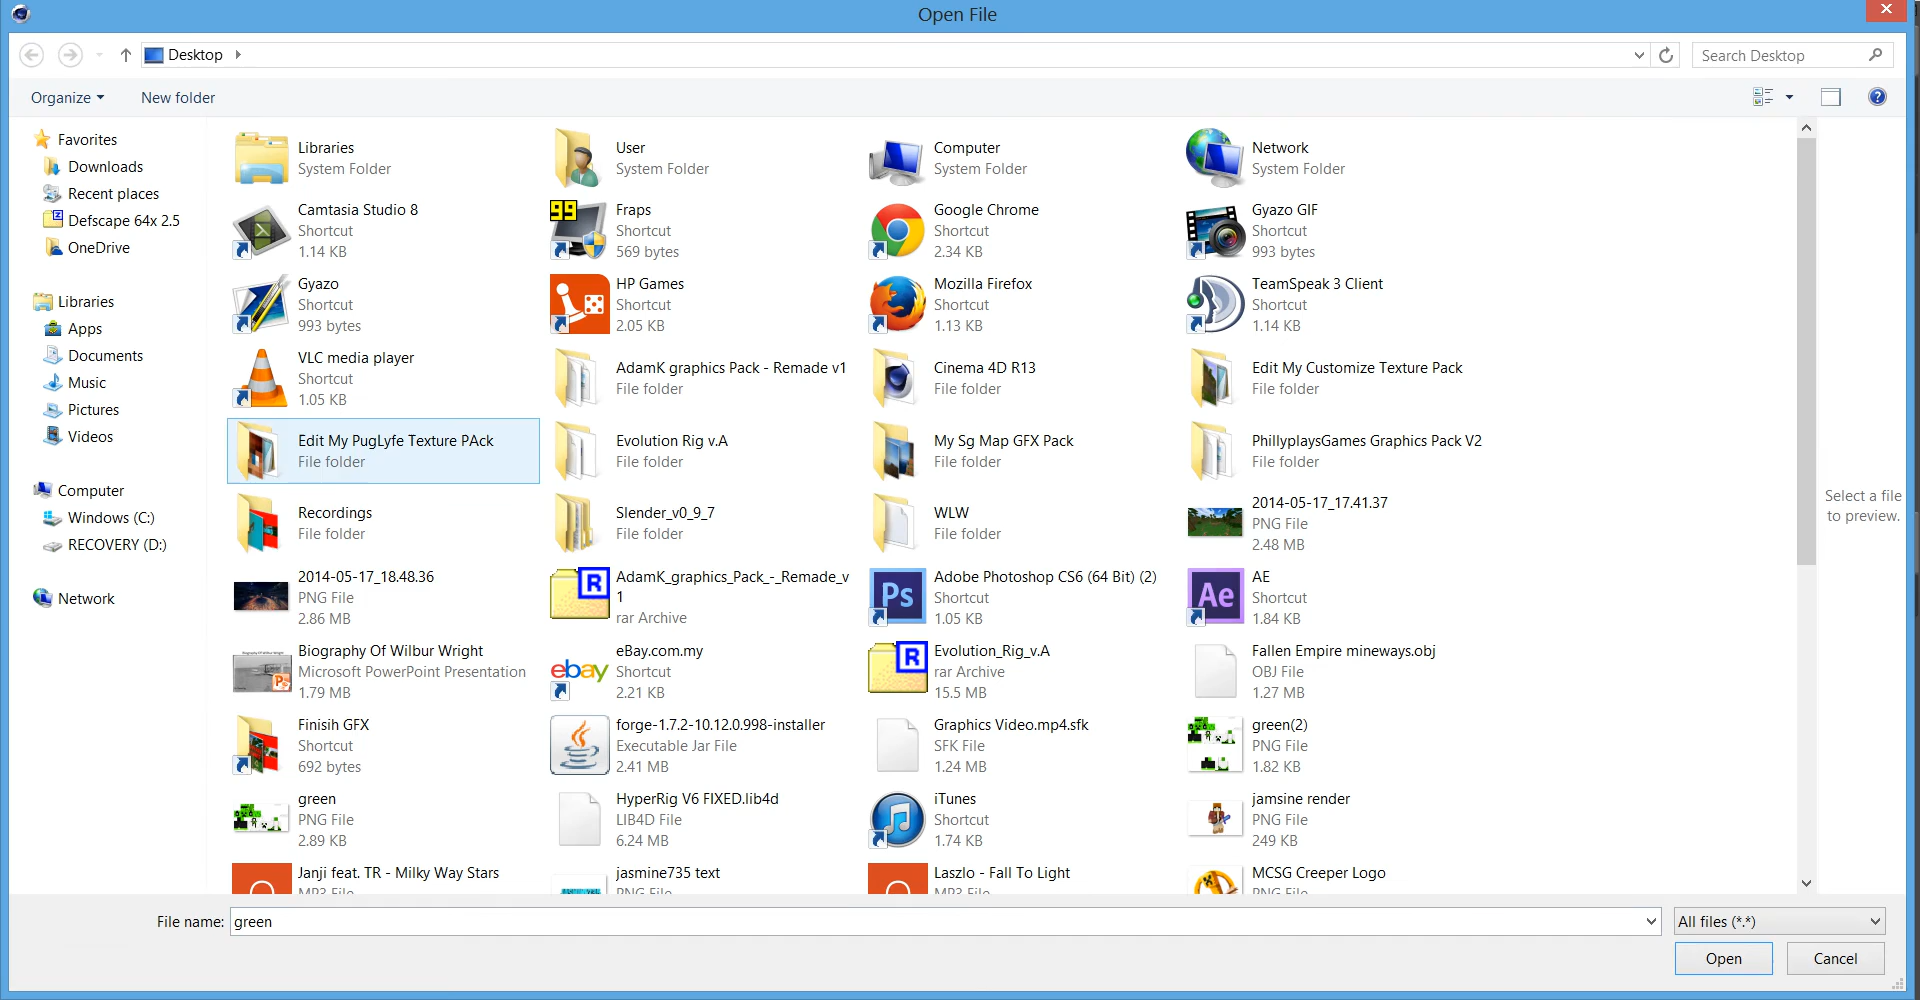 Open File
Desktop
Search Desktop
Organize
New folder
Favorites
Downloads
Recent places
Defscape 64x 2.5
OneDrive
Libraries
Apps
Documents
Music
Pictures
Videos
Computer
Windows (C:)
RECOVERY (D:)
Network
Libraries
System Folder
User
System Folder
Computer
System Folder
Network
System Folder
Camtasia Studio 8
Shortcut
1.14 KB
99
Fraps
Shortcut
569 bytes
Google Chrome
Shortcut
2.34 KB
Gyazo GIF
Shortcut
993 bytes
Gyazo
Shortcut
993 bytes
HP Games
Shortcut
2.05 KB
Mozilla Firefox
Shortcut
1.13 KB
TeamSpeak 3 Client
Shortcut
1.14 KB
VLC media player
Shortcut
1.05 KB
AdamK graphics Pack - Remade v1
File folder
Cinema 4D R13
File folder
Edit My Customize Texture Pack
File folder
Edit My PugLyfe Texture PAck
File folder
Evolution Rig v.A
File folder
My Sg Map GFX Pack
File folder
PhillyplaysGames Graphics Pack V2
File folder
Recordings
File folder
Slender_v0_9_7
File folder
WLW
File folder
2014-05-17_17.41.37
PNG File
2.48 MB
2014-05-17_18.48.36
PNG File
2.86 MB
R
AdamK_graphics_Pack_-_Remade_v
1
rar Archive
Ps
Adobe Photoshop CS6 (64 Bit) (2)
Shortcut
1.05 KB
Ae
AE
Shortcut
1.84 KB
Biography Of Wilbur Wright
Microsoft PowerPoint Presentation
1.79 MB
ebay
eBay.com.my
Shortcut
2.21 KB
R
Evolution_Rig_v.A
rar Archive
15.5 MB
Fallen Empire mineways.obj
OBJ File
1.27 MB
Finisih GFX
Shortcut
692 bytes
forge-1.7.2-10.12.0.998-installer
Executable Jar File
2.41 MB
Graphics Video.mp4.sfk
SFK File
1.24 MB
green(2)
PNG File
1.82 KB
green
PNG File
2.89 KB
HyperRig V6 FIXED.lib4d
LIB4D File
6.24 MB
iTunes
Shortcut
1.74 KB
jamsine render
PNG File
249 KB
Janji feat. TR - Milky Way Stars
MP3 File
jasmine735 text
PNG File
Laszlo - Fall To Light
MP3 File
MCSG Creeper Logo
PNG File
Select a file
to preview.
File name:
green
All files (*.*)
Open
Cancel